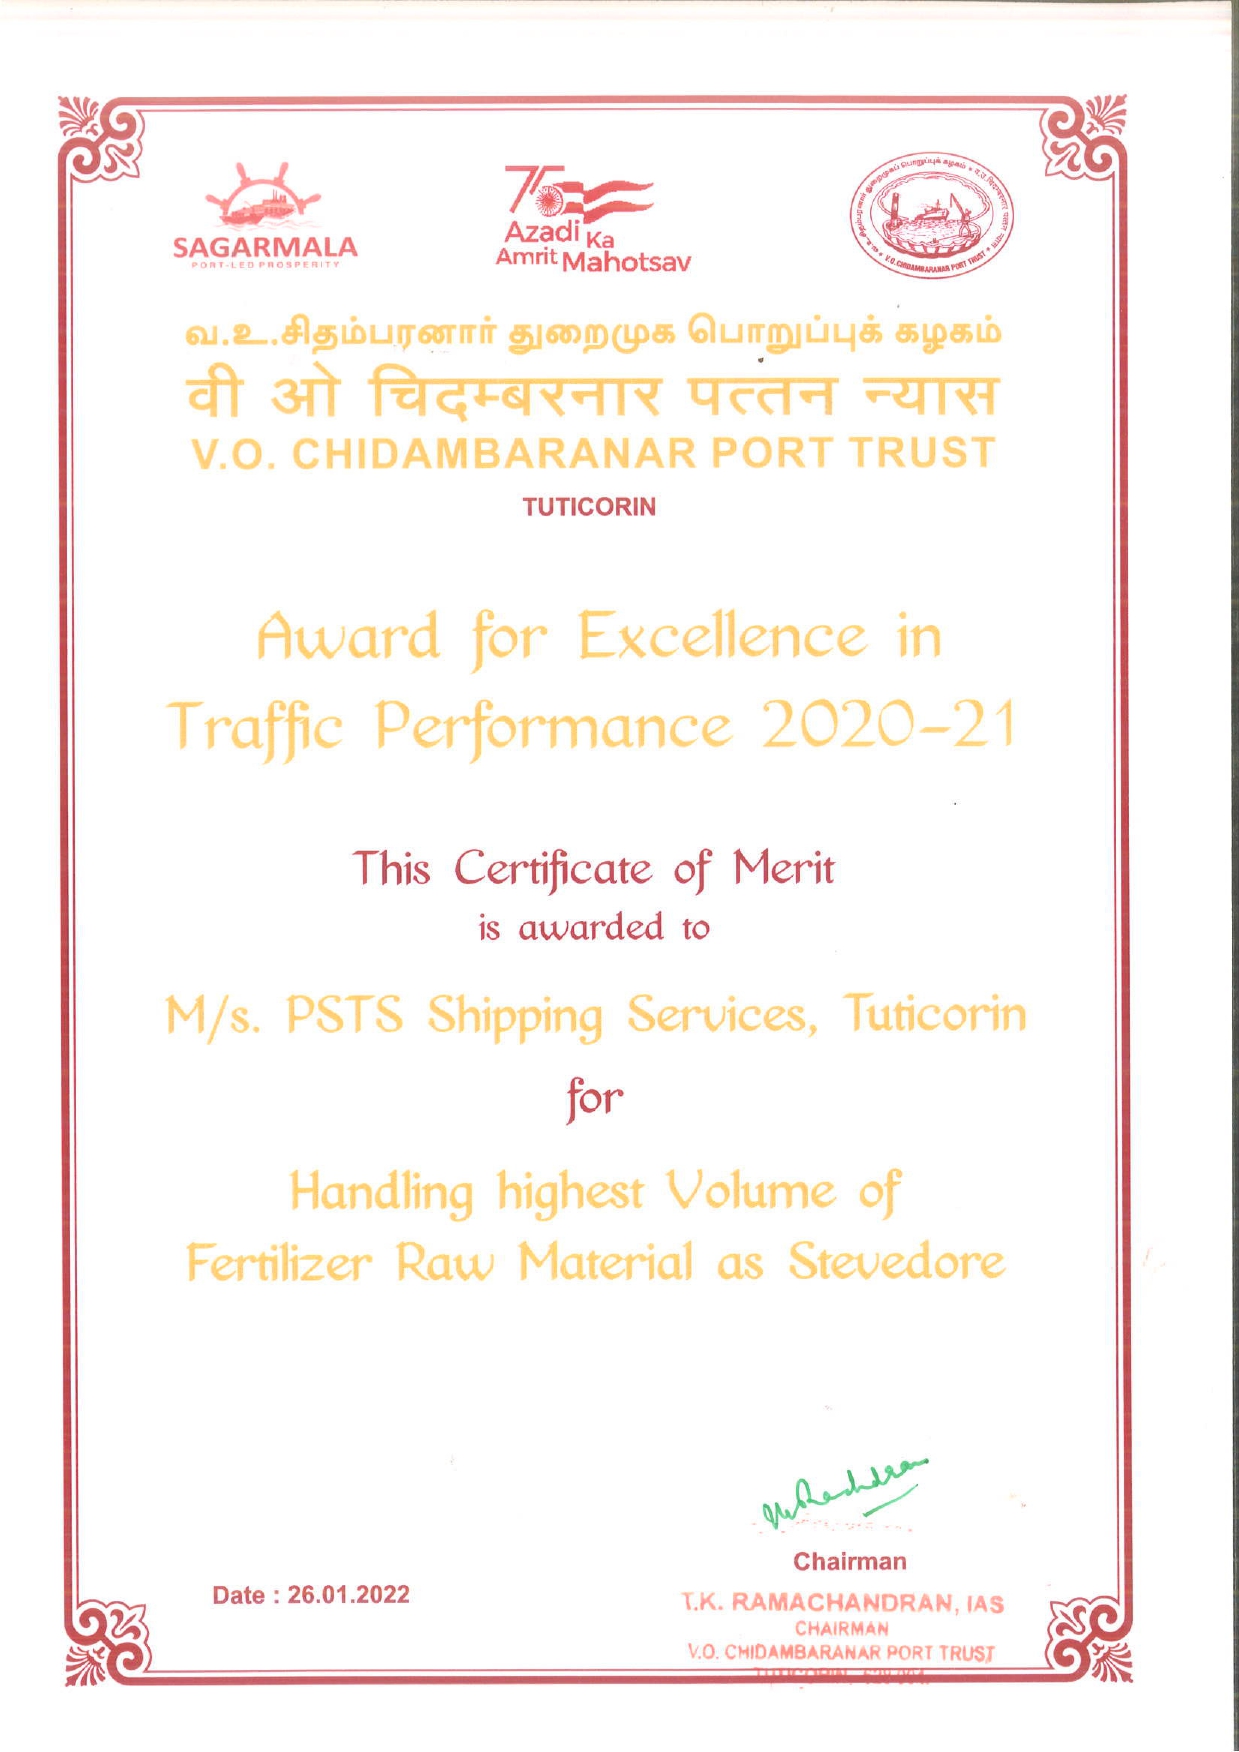 SAGARMALA
PORT-LED PROSPERITY
75
Azadi Ka
Amrit Mahotsav
V.O.CHIDAMBARANAR PORT TRUST
வ.உ.சிதம்பரனார் துறைமுக பொறுப்புக் கழகம்
वी ओ चिदम्बरनार पत्तन न्यास
V.O. CHIDAMBARANAR PORT TRUST
TUTICORIN
Award for Excellence in
Traffic Performance 2020-21
This Certificate of Merit
is awarded to
M/s. PSTS Shipping Services, Tuticorin
for
Handling highest Volume of
Fertilizer Raw Material as Stevedore
Chairman
Date : 26.01.2022
T.K. RAMACHANDRAN, IAS
CHAIRMAN
V.O. CHIDAMBARANAR PORT TRUST